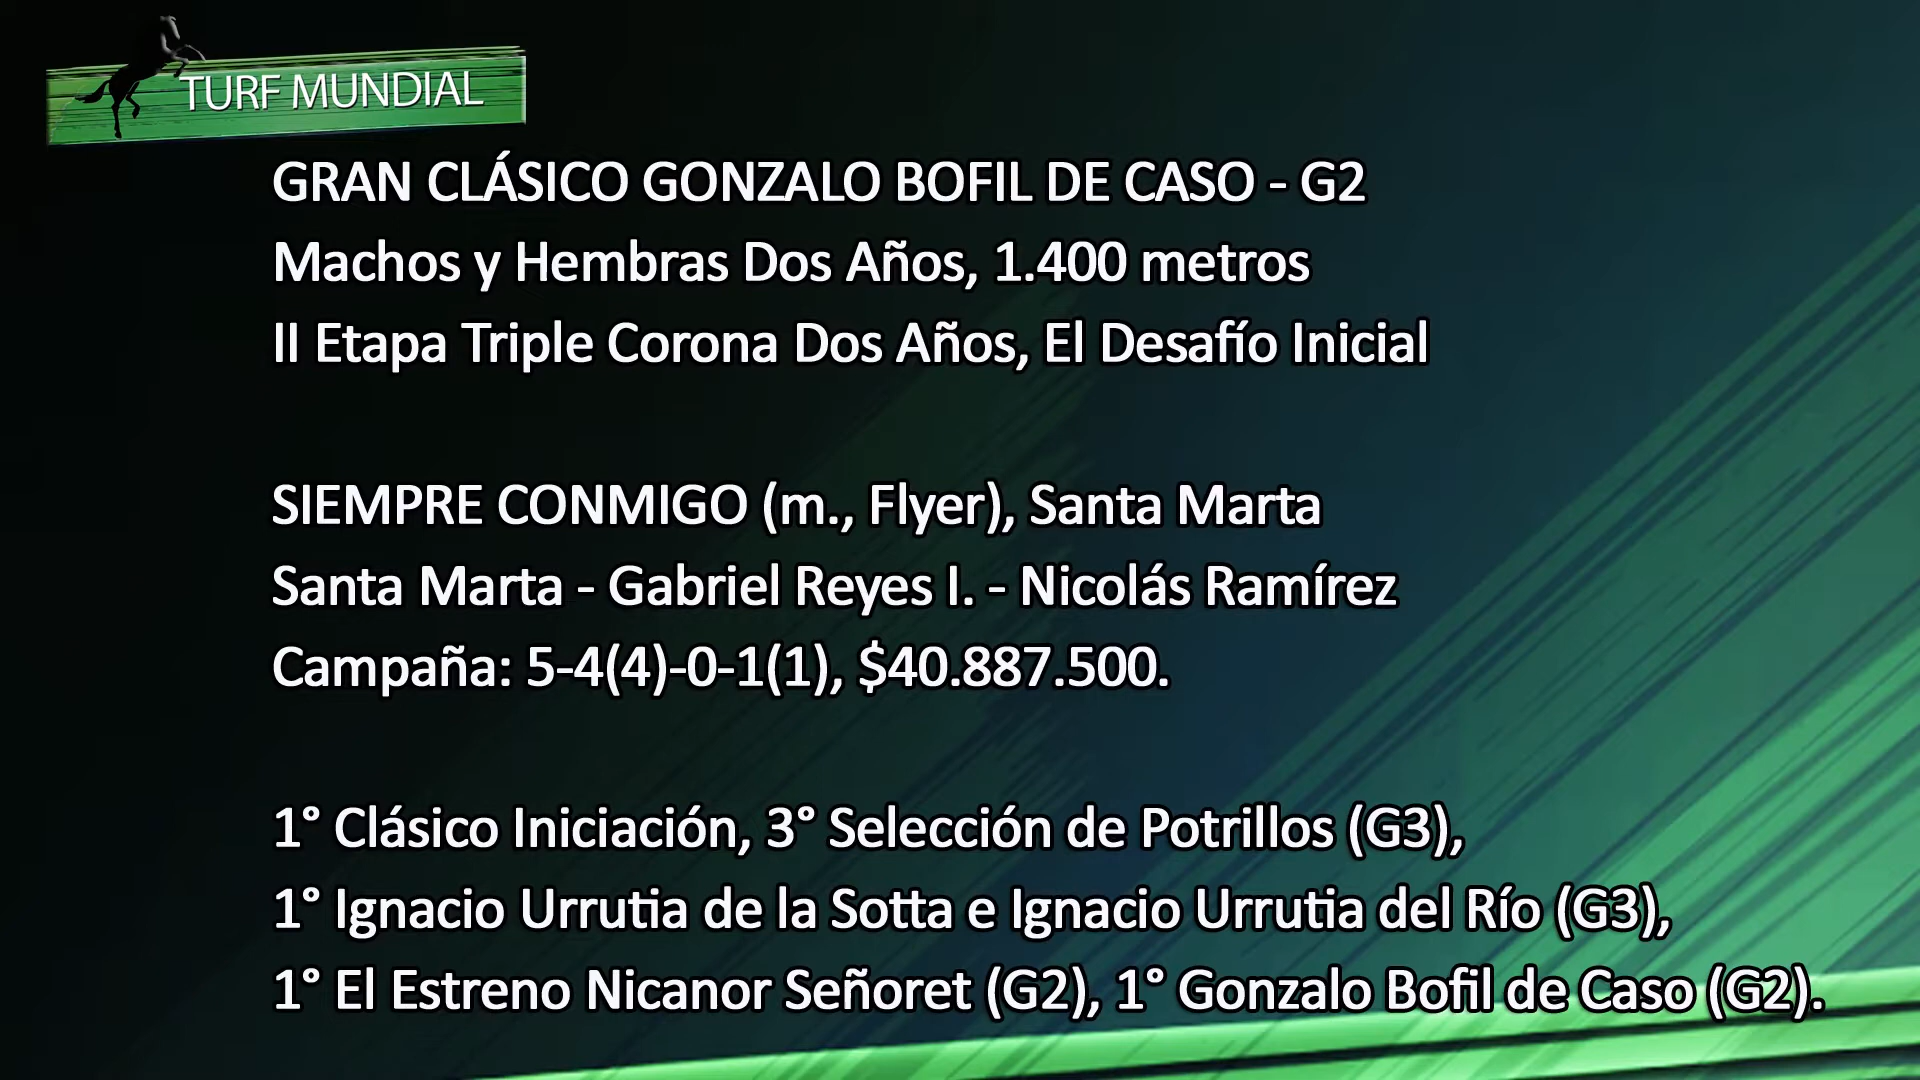 TURF MUNDIAL
GRAN CLÁSICO GONZALO BOFIL DE CASO - G2
Machos y Hembras Dos Años, 1.400 metros
II Etapa Triple Corona Dos Años, El Desafío Inicial
SIEMPRE CONMIGO (m., Flyer), Santa Marta
Santa Marta - Gabriel Reyes I. - Nicolás Ramírez
Campaña: 5-4(4)-0-1(1), $40.887.500.
1° Clásico Iniciación, 3° Selección de Potrillos (G3),
1° Ignacio Urrutia de la Sotta e Ignacio Urrutia del Río (G3),
1° El Estreno Nicanor Señoret (G2), 1° Gonzalo Bofil de Caso (G2).